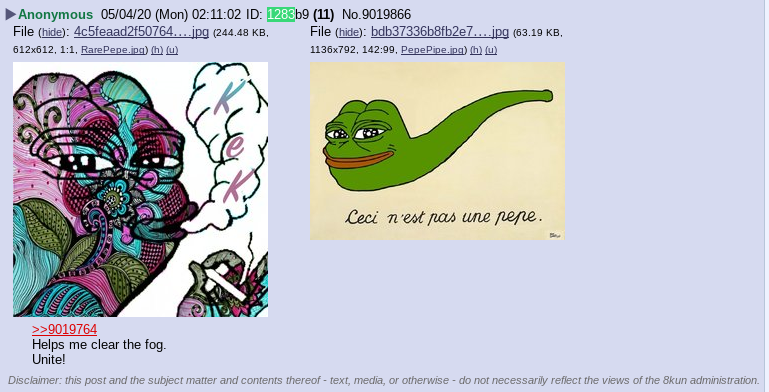 ▶Anonymous 05/04/20 (Mon) 02:11:02 ID: 1283b9 (11) No.9019866
File (hide): 4c5feaad2f50764….jpg (244.48 KB, 612x612, 1:1, RarePepe.jpg) (h) (u)
File (hide): bdb37336b8fb2e7….jpg (63.19 KB, 1136x792, 142:99, PepePipe.jpg) (h) (u)
KeK
Ceci n'est pas une pepe.
>>9019764
Helps me clear the fog.
Unite!
Disclaimer: this post and the subject matter and contents thereof - text, media, or otherwise - do not necessarily reflect the views of the 8kun administration.